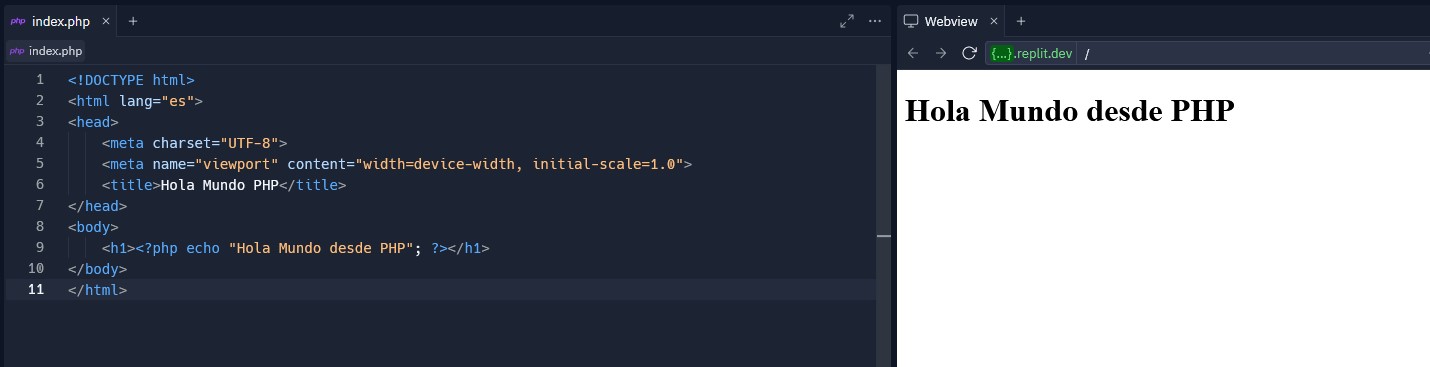 php index.php
php index.php
1 <!DOCTYPE html>
2 <html lang="es">
3 <head>
4 <meta charset="UTF-8">
5 <meta name="viewport" content="width=device-width, initial-scale=1.0">
6 <title>Hola Mundo PHP</title>
7 </head>
8 <body>
9 <h1><?php echo "Hola Mundo desde PHP"; ?></h1>
10 </body>
11 </html>
Webview
{...}.replit.dev /
Hola Mundo desde PHP